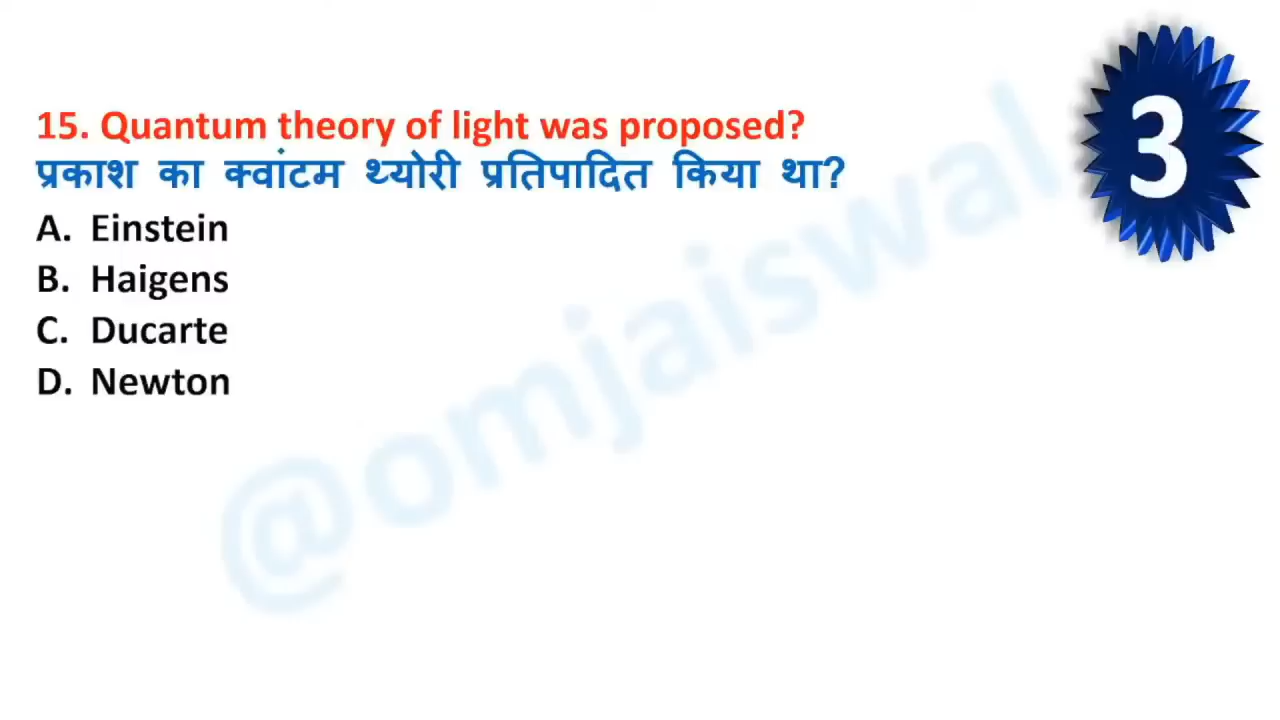 15. Quantum theory of light was proposed?
प्रकाश का क्वांटम थ्योरी प्रतिपादित किया था?
A. Einstein
B. Haigens
C. Ducarte
D. Newton
3
@omjaiswal